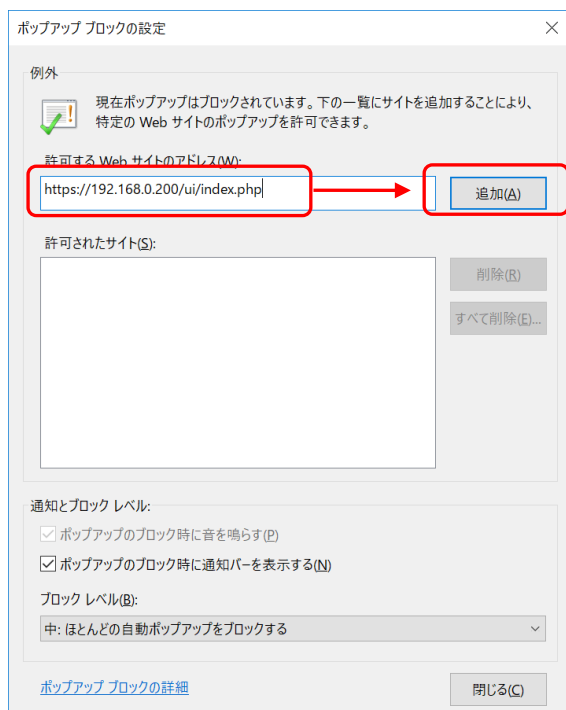 ポップアップ ブロックの設定
例外
現在ポップアップはブロックされています。下の一覧にサイトを追加することにより、
特定の Web サイトのポップアップを許可できます。
許可する Web サイトのアドレス(W):
https://192.168.0.200/ui/index.php
追加(A)
許可されたサイト(S):
削除(R)
すべて削除(E)...
通知とブロック レベル:
ポップアップのブロック時に音を鳴らす(P)
ポップアップのブロック時に通知バーを表示する(N)
ブロック レベル(B):
中: ほとんどの自動ポップアップをブロックする
ポップアップ ブロックの詳細
閉じる(C)